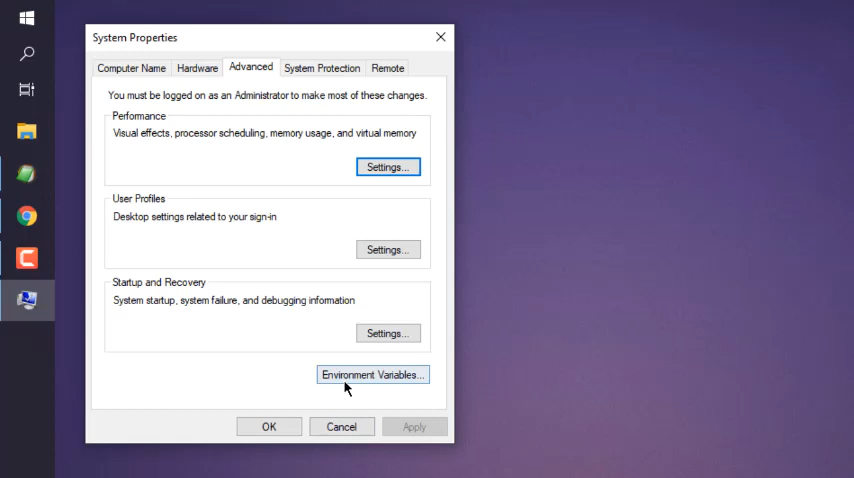 System Properties
Computer Name Hardware Advanced System Protection Remote
You must be logged on as an Administrator to make most of these changes.
Performance
Visual effects, processor scheduling, memory usage, and virtual memory
Settings...
User Profiles
Desktop settings related to your sign-in
Settings...
Startup and Recovery
System startup, system failure, and debugging information
Settings...
Environment Variables...
OK Cancel Apply